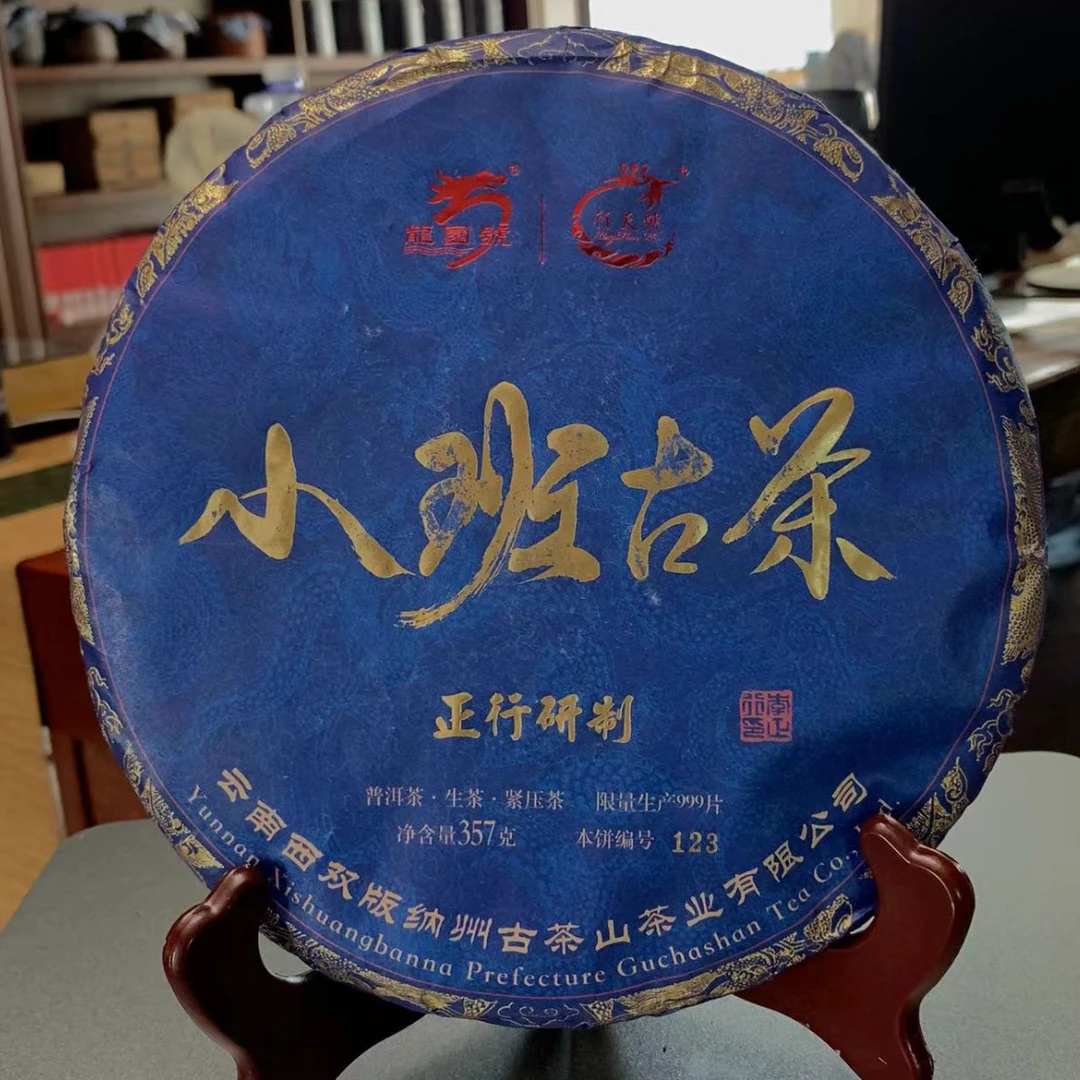 龍國號
小班古茶
正行研制
普洱茶·生茶·紧压茶 限量生产999片
净含量357克 本饼编号 123
云南西双版纳州古茶山茶业有限公司
Yunnan Xishuangbanna Prefecture Guchashan Tea Co.,